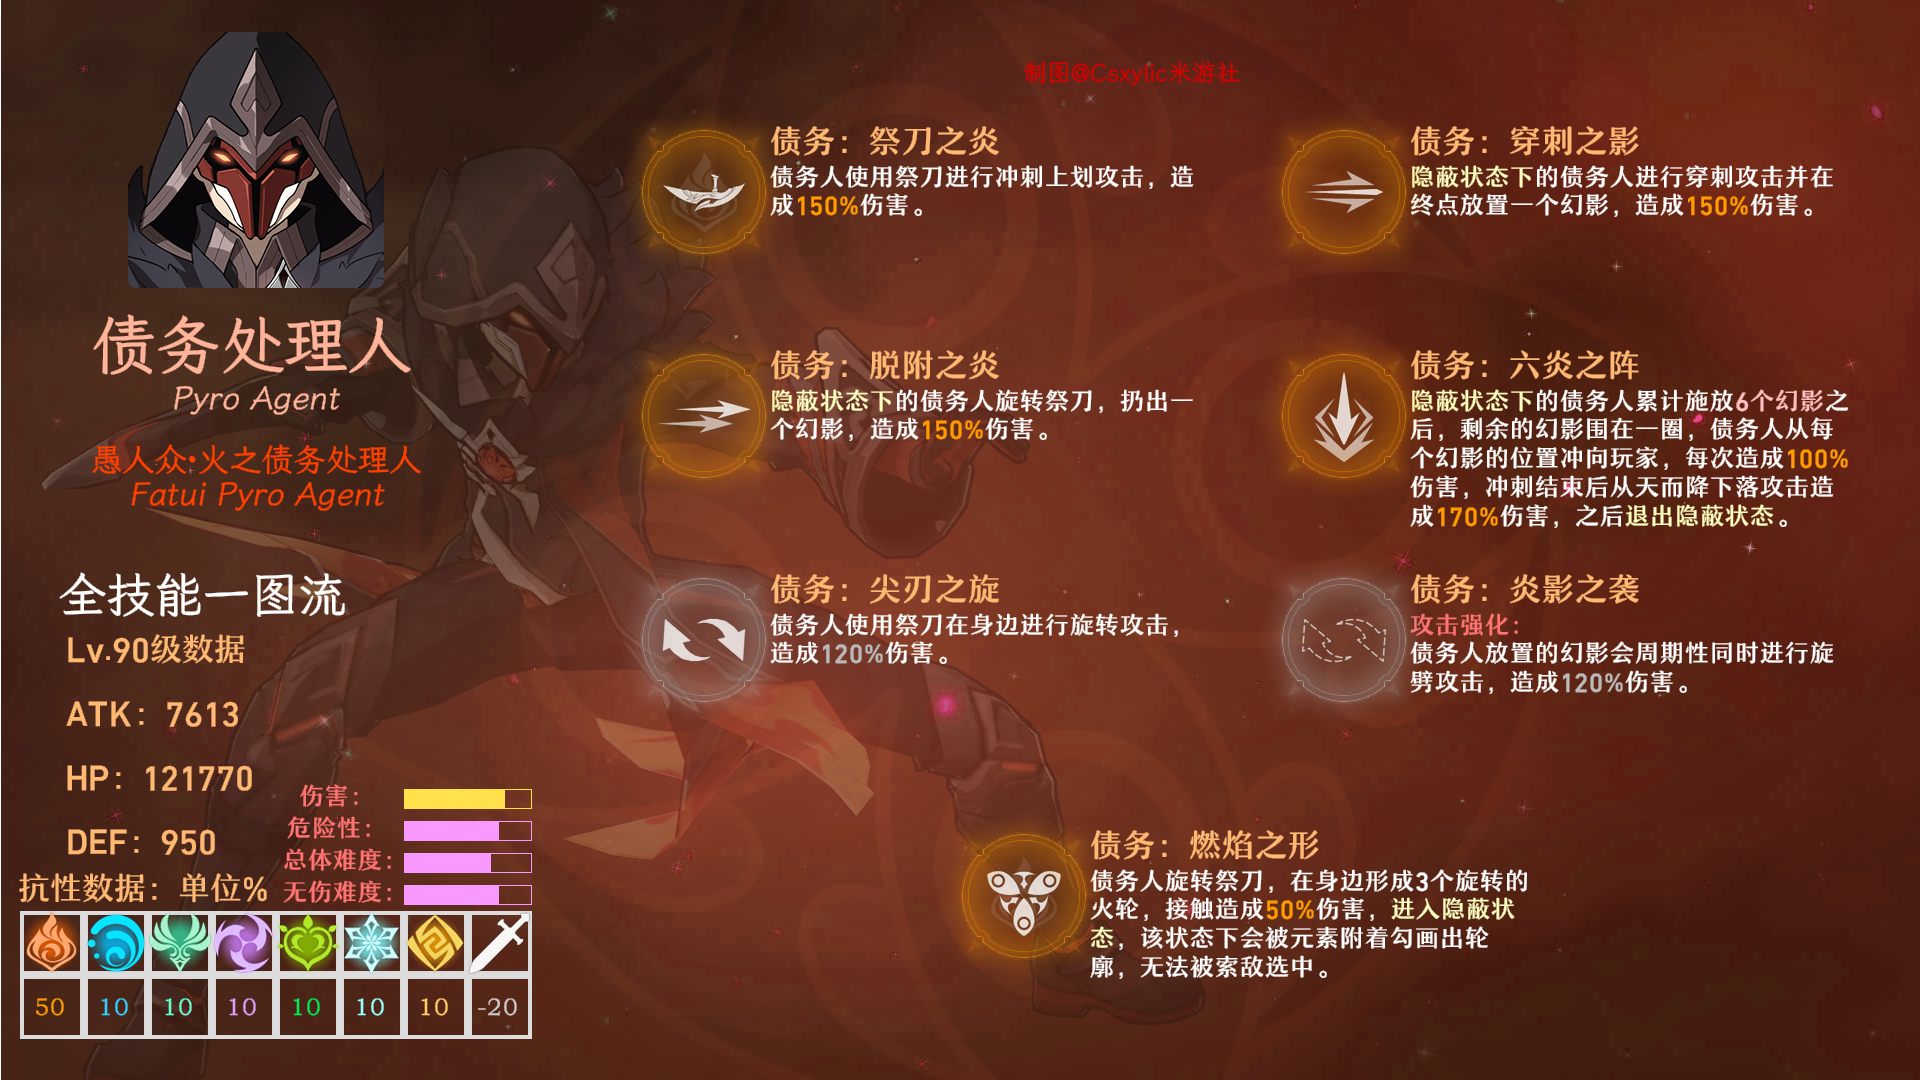 制图@Csxylic米游社
债务处理人
Pyro Agent
愚人众·火之债务处理人
Fatui Pyro Agent
全技能一图流
Lv.90级数据
ATK：7613
HP：121770
DEF：950
伤害：
危险性：
总体难度：
无伤难度：
抗性数据：单位%
50 10 10 10 10 10 10 -20
债务：祭刀之炎
债务人使用祭刀进行冲刺上划攻击，造
成150%伤害。
债务：穿刺之影
隐蔽状态下的债务人进行穿刺攻击并在
终点放置一个幻影，造成150%伤害。
债务：脱附之炎
隐蔽状态下的债务人旋转祭刀，扔出一
个幻影，造成150%伤害。
债务：六炎之阵
隐蔽状态下的债务人累计施放6个幻影之
后，剩余的幻影围在一圈，债务人从每
个幻影的位置冲向玩家，每次造成100%
伤害，冲刺结束后从天而降下落攻击造
成170%伤害，之后退出隐蔽状态。
债务：尖刃之旋
债务人使用祭刀在身边进行旋转攻击，
造成120%伤害。
债务：炎影之袭
攻击强化：
债务人放置的幻影会周期性同时进行旋
劈攻击，造成120%伤害。
债务：燃焰之形
债务人旋转祭刀，在身边形成3个旋转的
火轮，接触造成50%伤害，进入隐蔽状
态，该状态下会被元素附着勾画出轮
廓，无法被索敌选中。